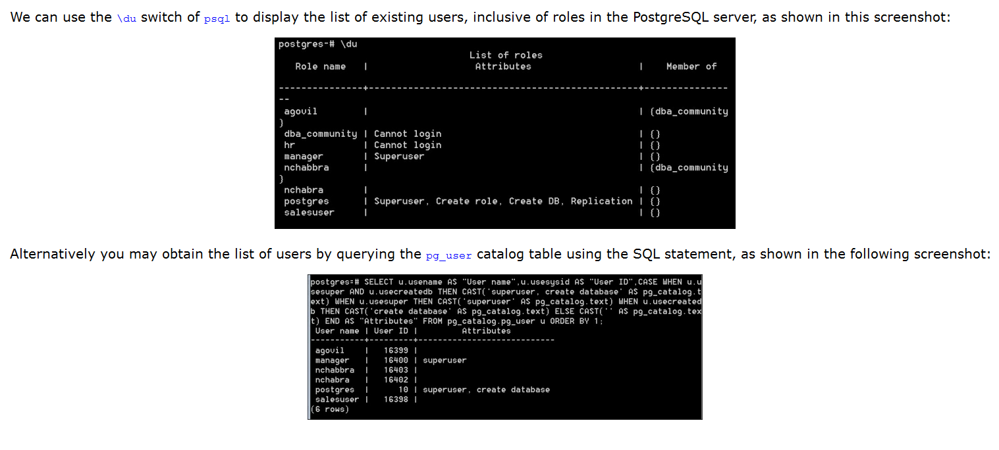 We can use the \du switch of psql to display the list of existing users, inclusive of roles in the PostgreSQL server, as shown in this screenshot:
postgres-# \du
List of roles
Role name | Attributes | Member of
---------------+------------------------------------------------+---------------
--
agovil | | {dba_community
}
dba_community | Cannot login | {}
hr | Cannot login | {}
manager | Superuser | {}
nchabbra | | {dba_community
}
nchabra | | {}
postgres | Superuser, Create role, Create DB, Replication | {}
salesuser | | {}
Alternatively you may obtain the list of users by querying the pg_user catalog table using the SQL statement, as shown in the following screenshot:
postgres=# SELECT u.usename AS "User name",u.usesysid AS "User ID",CASE WHEN u.u
sesuper AND u.usecreatedb THEN CAST('superuser, create database' AS pg_catalog.t
ext) WHEN u.usesuper THEN CAST('superuser' AS pg_catalog.text) WHEN u.usecreated
b THEN CAST('create database' AS pg_catalog.text) ELSE CAST('' AS pg_catalog.tex
t) END AS "Attributes" FROM pg_catalog.pg_user u ORDER BY 1;
User name | User ID | Attributes
-----------+---------+----------------------------
agovil | 16399 |
manager | 16400 | superuser
nchabbra | 16403 |
nchabra | 16402 |
postgres | 10 | superuser, create database
salesuser | 16398 |
(6 rows)